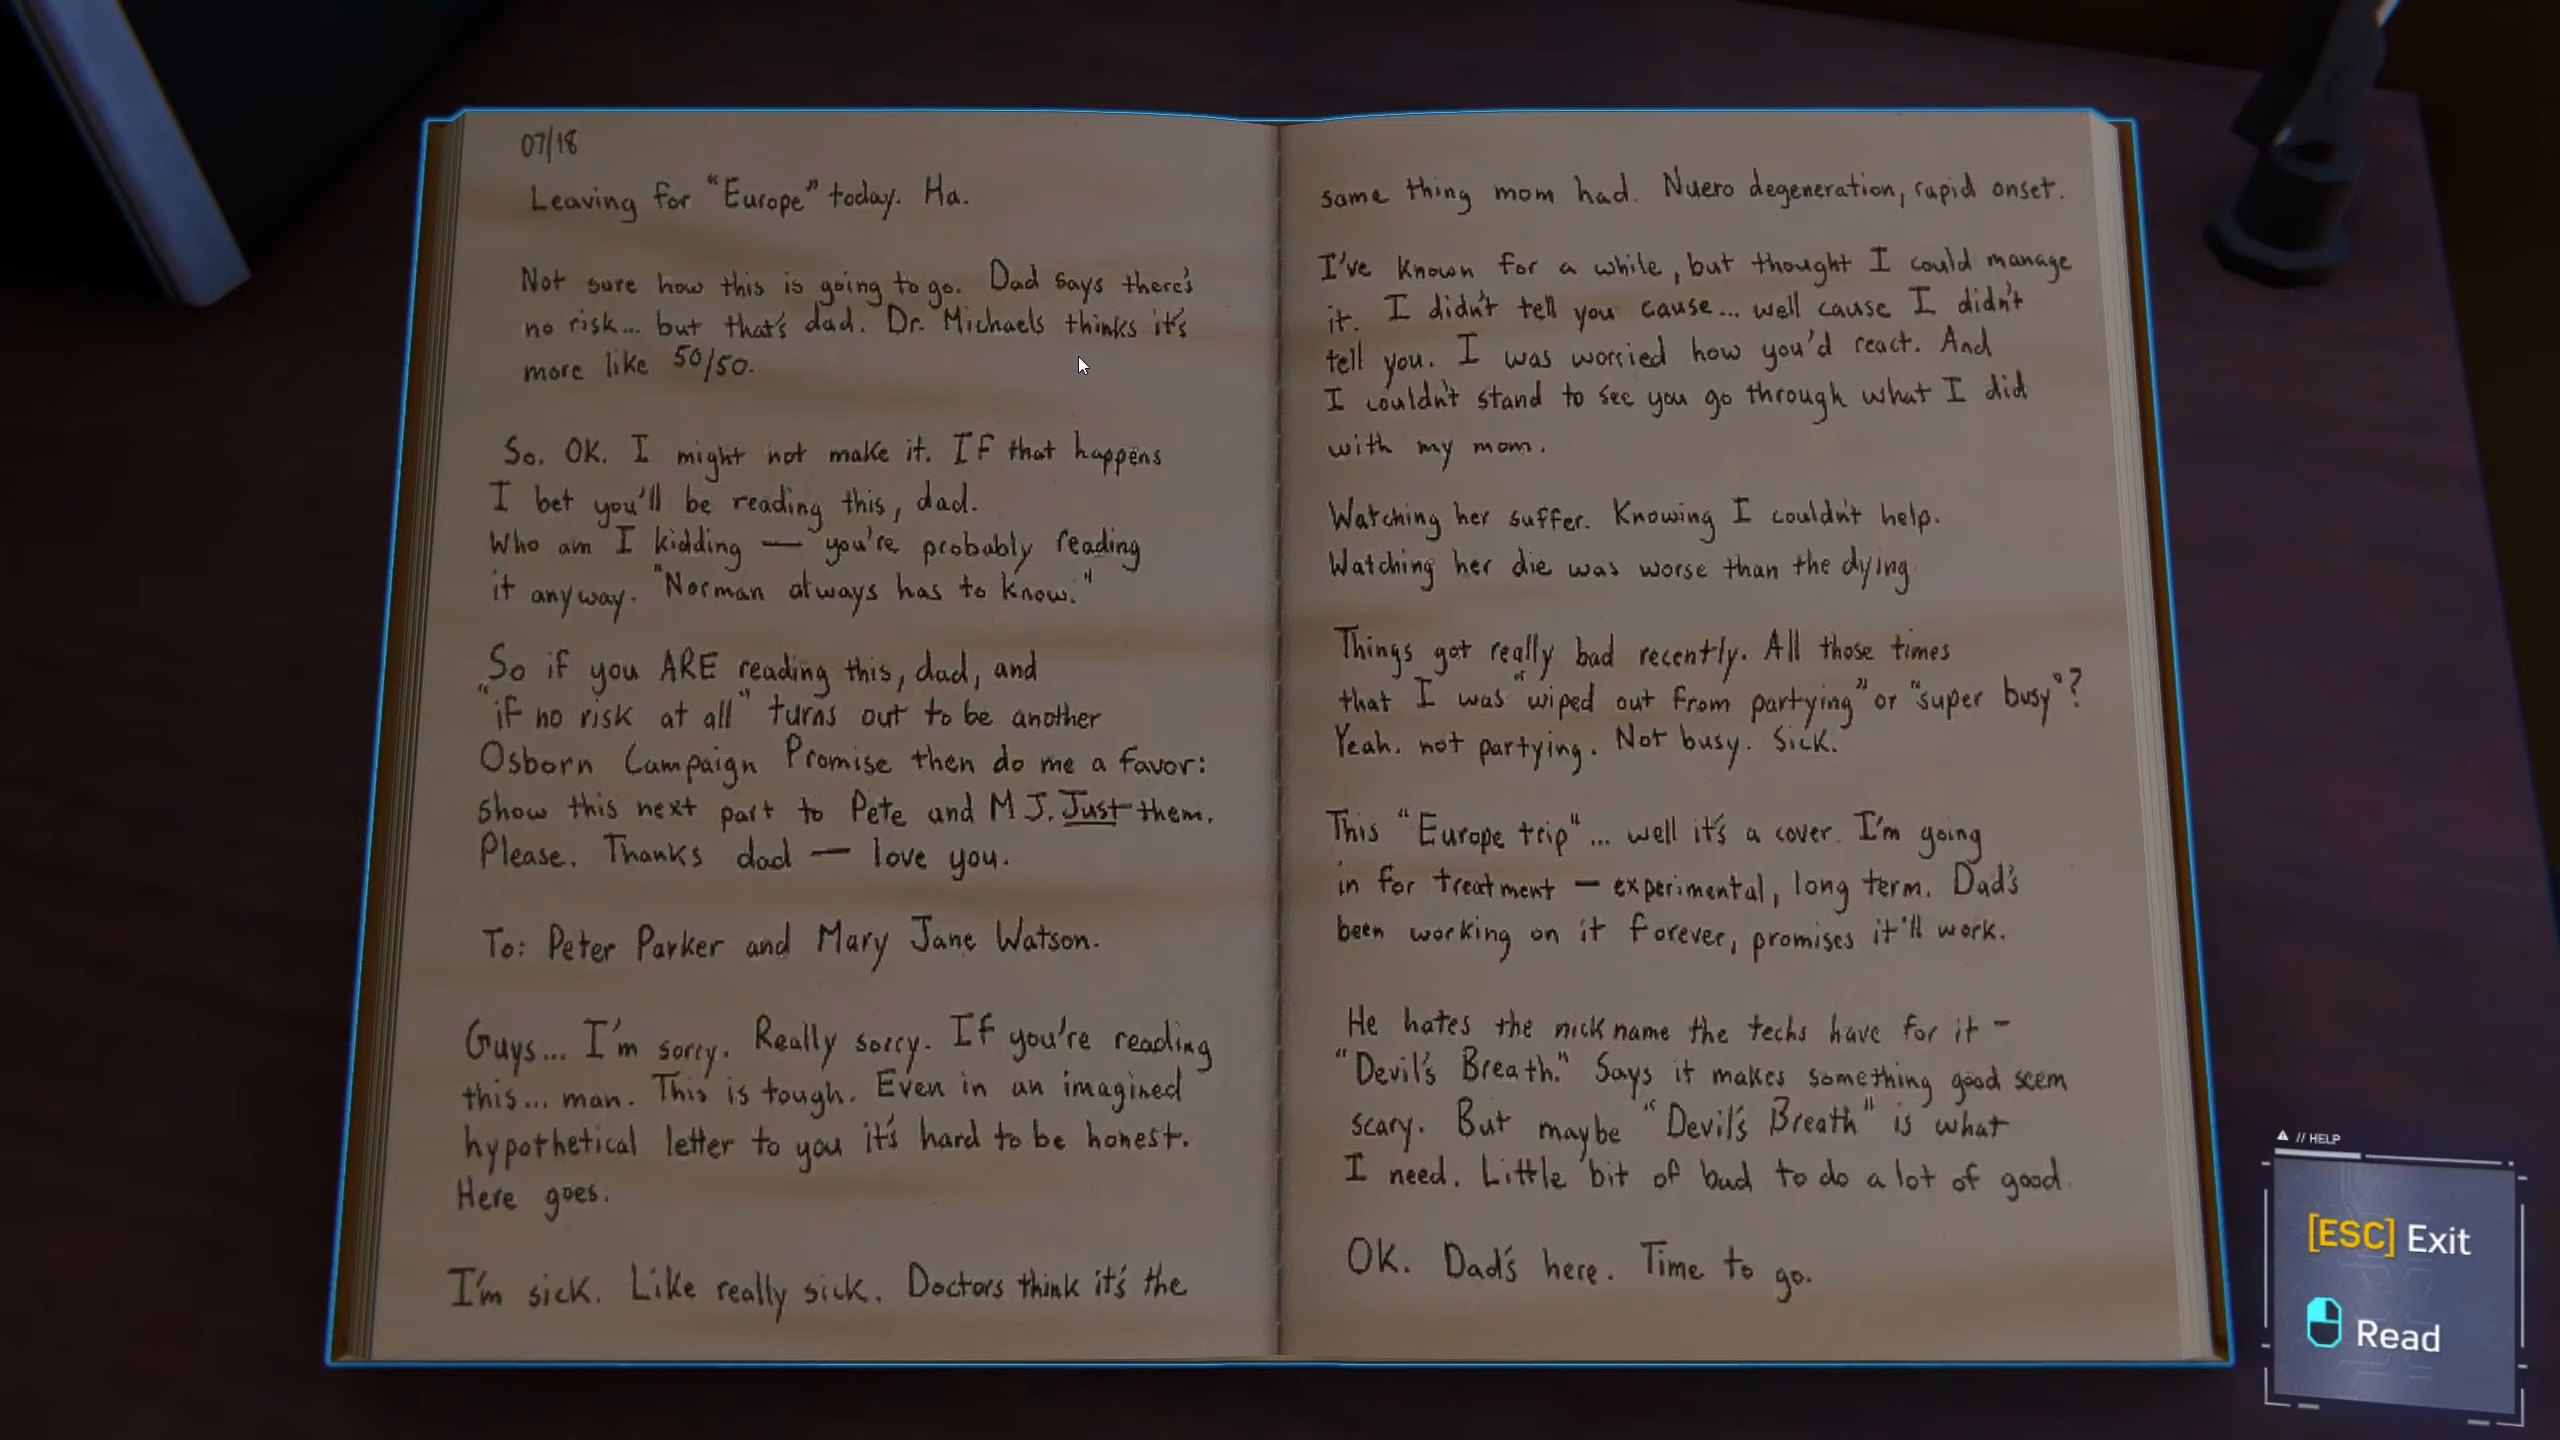 07/18
Leaving for "Europe" today. Ha.
Not sure how this is going to go. Dad says there's
no risk... but that's dad. Dr. Michaels thinks it's
more like 50/50.
So. OK. I might not make it. If that happens
I bet you'll be reading this, dad.
Who am I kidding — you're probably reading
it anyway. "Norman always has to know."
So if you ARE reading this, dad, and
"if no risk at all" turns out to be another
Osborn Campaign Promise then do me a favor:
show this next part to Pete and MJ. Just them.
Please. Thanks dad — love you.
To: Peter Parker and Mary Jane Watson.
Guys... I'm sorry. Really sorry. If you're reading
this... man. This is tough. Even in an imagined
hypothetical letter to you it's hard to be honest.
Here goes.
I'm sick. Like really sick. Doctors think it's the
same thing mom had. Nuero degeneration, rapid onset.
I've known for a while, but thought I could manage
it. I didn't tell you cause... well cause I didn't
tell you. I was worried how you'd react. And
I couldn't stand to see you go through what I did
with my mom.
Watching her suffer. Knowing I couldn't help.
Watching her die was worse than the dying
Things got really bad recently. All those times
that I was "wiped out from partying" or "super busy"?
Yeah. not partying. Not busy. Sick.
This "Europe trip"... well it's a cover. I'm going
in for treatment — experimental, long term. Dad's
been working on it forever, promises it'll work.
He hates the nickname the techs have for it -
"Devil's Breath." Says it makes something good seem
scary. But maybe "Devil's Breath" is what
I need. Little bit of bad to do a lot of good.
OK. Dad's here. Time to go.
// HELP
[ESC] Exit
Read